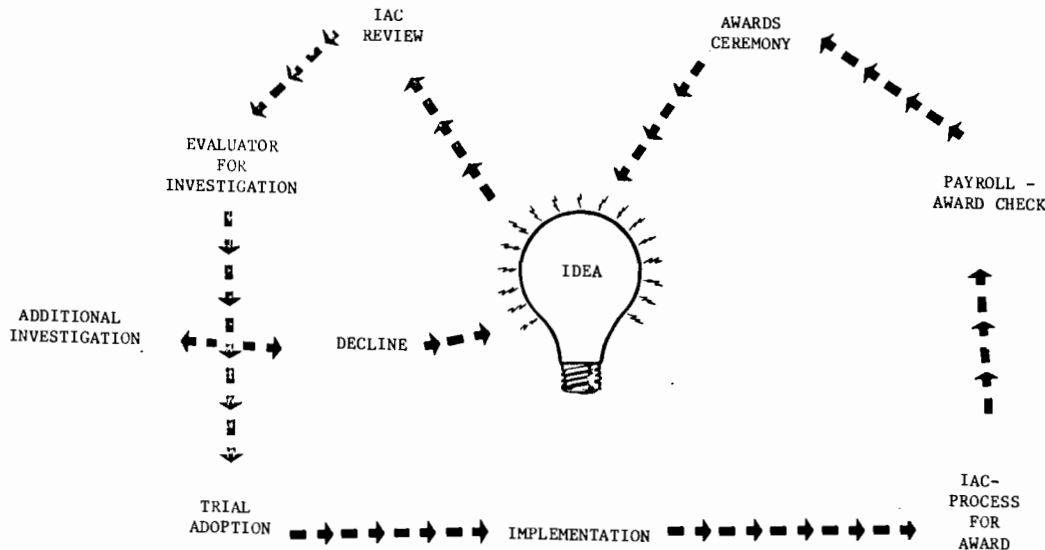 IAC
REVIEW
AWARDS
CEREMONY
EVALUATOR
FOR
INVESTIGATION
PAYROLL -
AWARD CHECK
IDEA
ADDITIONAL
INVESTIGATION
DECLINE
TRIAL
ADOPTION
IMPLEMENTATION
IAC-
PROCESS
FOR
AWARD